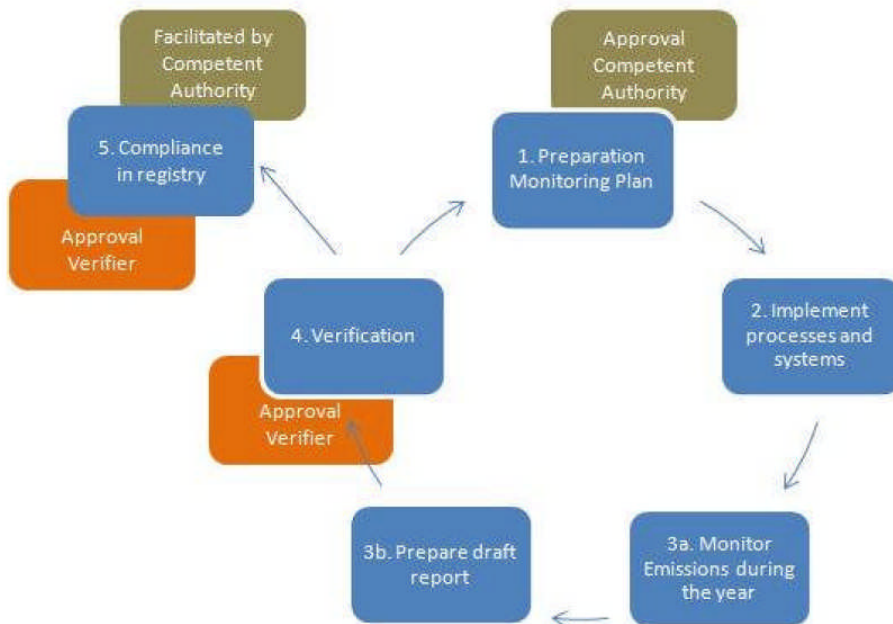 Facilitated by
Competent
Authority
Approval
Competent
Authority
5. Compliance
in registry
1. Preparation
Monitoring Plan
Approval
Verifier
4. Verification
2. Implement
processes and
systems
Approval
Verifier
3b. Prepare draft
report
3a. Monitor
Emissions during
the year